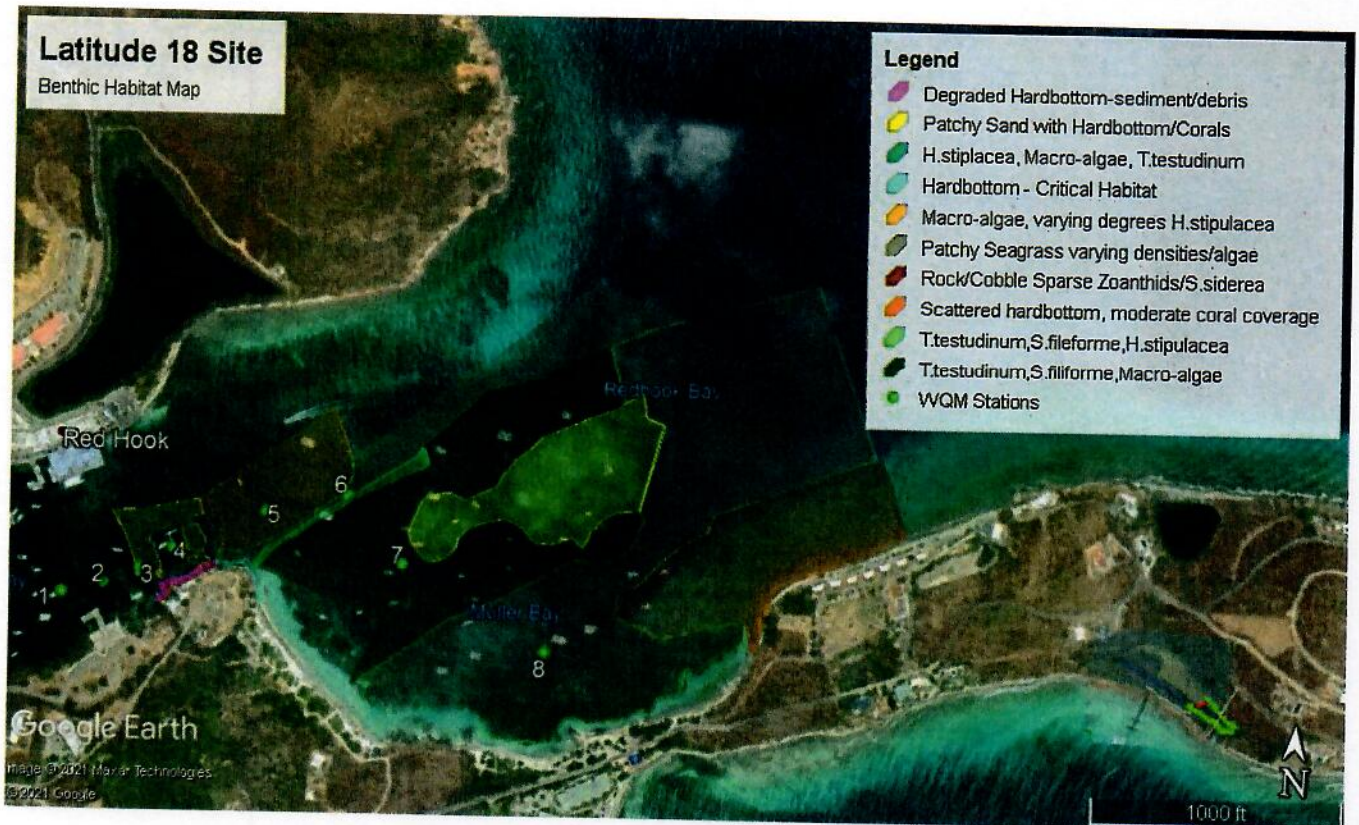 Latitude 18 Site
Benthic Habitat Map
Legend
Degraded Hardbottom-sediment/debris
Patchy Sand with Hardbottom/Corals
H.stiplacea, Macro-algae, T.testudinum
Hardbottom - Critical Habitat
Macro-algae, varying degrees H.stipulacea
Patchy Seagrass varying densities/algae
Rock/Cobble Sparse Zoanthids/S.siderea
Scattered hardbottom, moderate coral coverage
T.testudinum,S.fileforme,H.stipulacea
T.testudinum,S.filiforme,Macro-algae
WQM Stations
Redhook Bay
Red Hook
6
5
4
7
2
3
1
Muller Bay
8
Google Earth
Image © 2021 Maxar Technologies
© 2021 Google
N
1000 ft